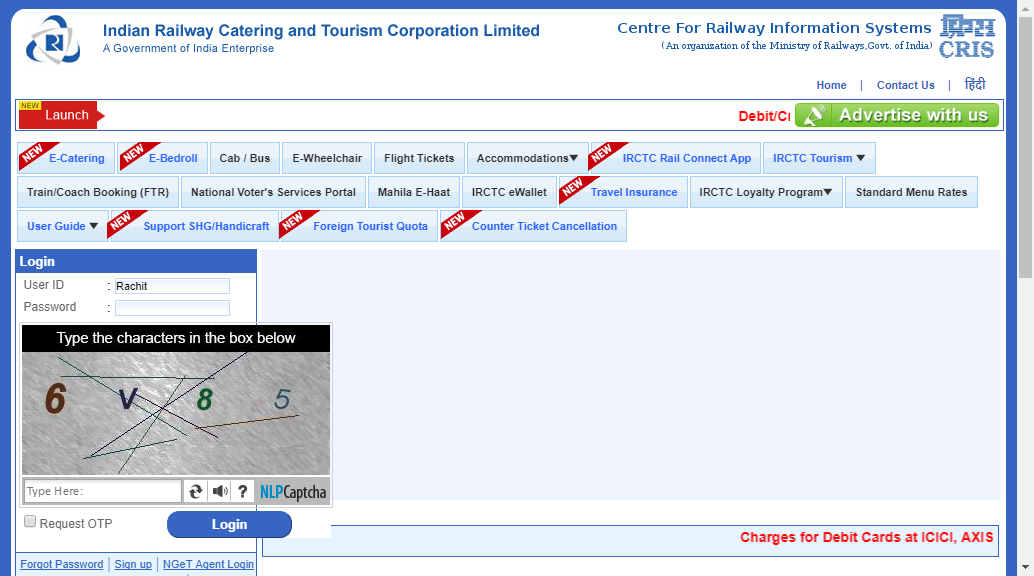 Indian Railway Catering and Tourism Corporation Limited
A Government of India Enterprise
Centre For Railway Information Systems
(An organization of the Ministry of Railways,Govt. of India)
CRIS
Home | Contact Us | हिंदी
NEW
Launch
Debit/C
Advertise with us
NEW E-Catering NEW E-Bedroll Cab / Bus E-Wheelchair Flight Tickets Accommodations▼ NEW IRCTC Rail Connect App IRCTC Tourism ▼
Train/Coach Booking (FTR) National Voter's Services Portal Mahila E-Haat IRCTC eWallet NEW Travel Insurance IRCTC Loyalty Program▼ Standard Menu Rates
User Guide ▼ NEW Support SHG/Handicraft NEW Foreign Tourist Quota NEW Counter Ticket Cancellation
Login
User ID : Rachit
Password :
Type the characters in the box below
6 V 8 5
Type Here: ? NLPCaptcha
Request OTP Login
Charges for Debit Cards at ICICI, AXIS
Forgot Password | Sign up | NGeT Agent Login